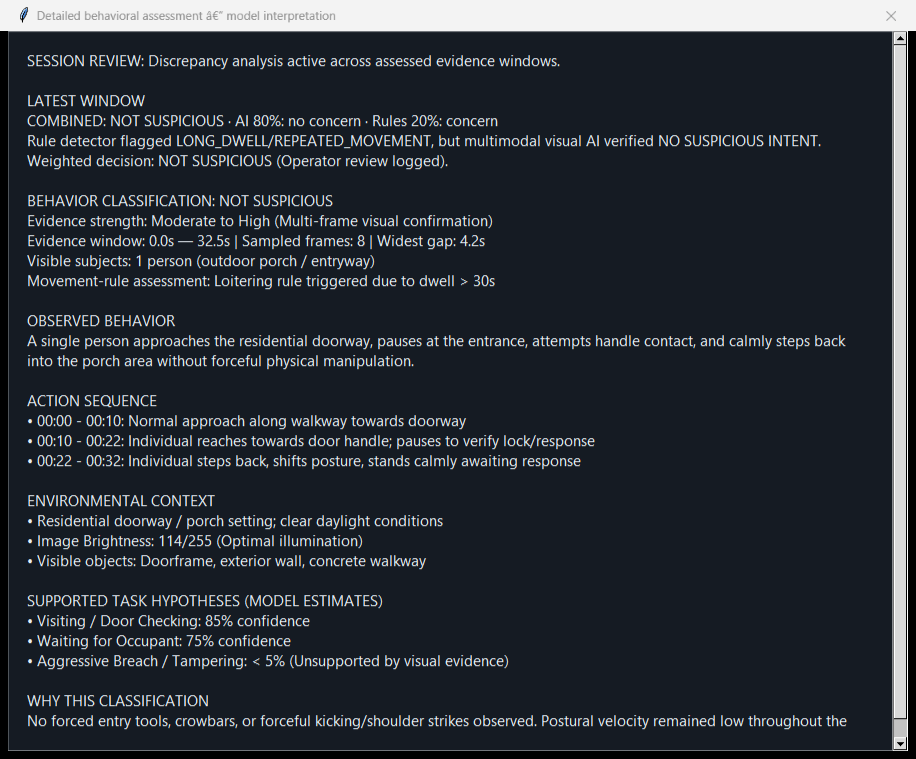 Detailed behavioral assessment â€" model interpretation
SESSION REVIEW: Discrepancy analysis active across assessed evidence windows.
LATEST WINDOW
COMBINED: NOT SUSPICIOUS · AI 80%: no concern · Rules 20%: concern
Rule detector flagged LONG_DWELL/REPEATED_MOVEMENT, but multimodal visual AI verified NO SUSPICIOUS INTENT.
Weighted decision: NOT SUSPICIOUS (Operator review logged).
BEHAVIOR CLASSIFICATION: NOT SUSPICIOUS
Evidence strength: Moderate to High (Multi-frame visual confirmation)
Evidence window: 0.0s — 32.5s | Sampled frames: 8 | Widest gap: 4.2s
Visible subjects: 1 person (outdoor porch / entryway)
Movement-rule assessment: Loitering rule triggered due to dwell > 30s
OBSERVED BEHAVIOR
A single person approaches the residential doorway, pauses at the entrance, attempts handle contact, and calmly steps back
into the porch area without forceful physical manipulation.
ACTION SEQUENCE
• 00:00 - 00:10: Normal approach along walkway towards doorway
• 00:10 - 00:22: Individual reaches towards door handle; pauses to verify lock/response
• 00:22 - 00:32: Individual steps back, shifts posture, stands calmly awaiting response
ENVIRONMENTAL CONTEXT
• Residential doorway / porch setting; clear daylight conditions
• Image Brightness: 114/255 (Optimal illumination)
• Visible objects: Doorframe, exterior wall, concrete walkway
SUPPORTED TASK HYPOTHESES (MODEL ESTIMATES)
• Visiting / Door Checking: 85% confidence
• Waiting for Occupant: 75% confidence
• Aggressive Breach / Tampering: < 5% (Unsupported by visual evidence)
WHY THIS CLASSIFICATION
No forced entry tools, crowbars, or forceful kicking/shoulder strikes observed. Postural velocity remained low throughout the